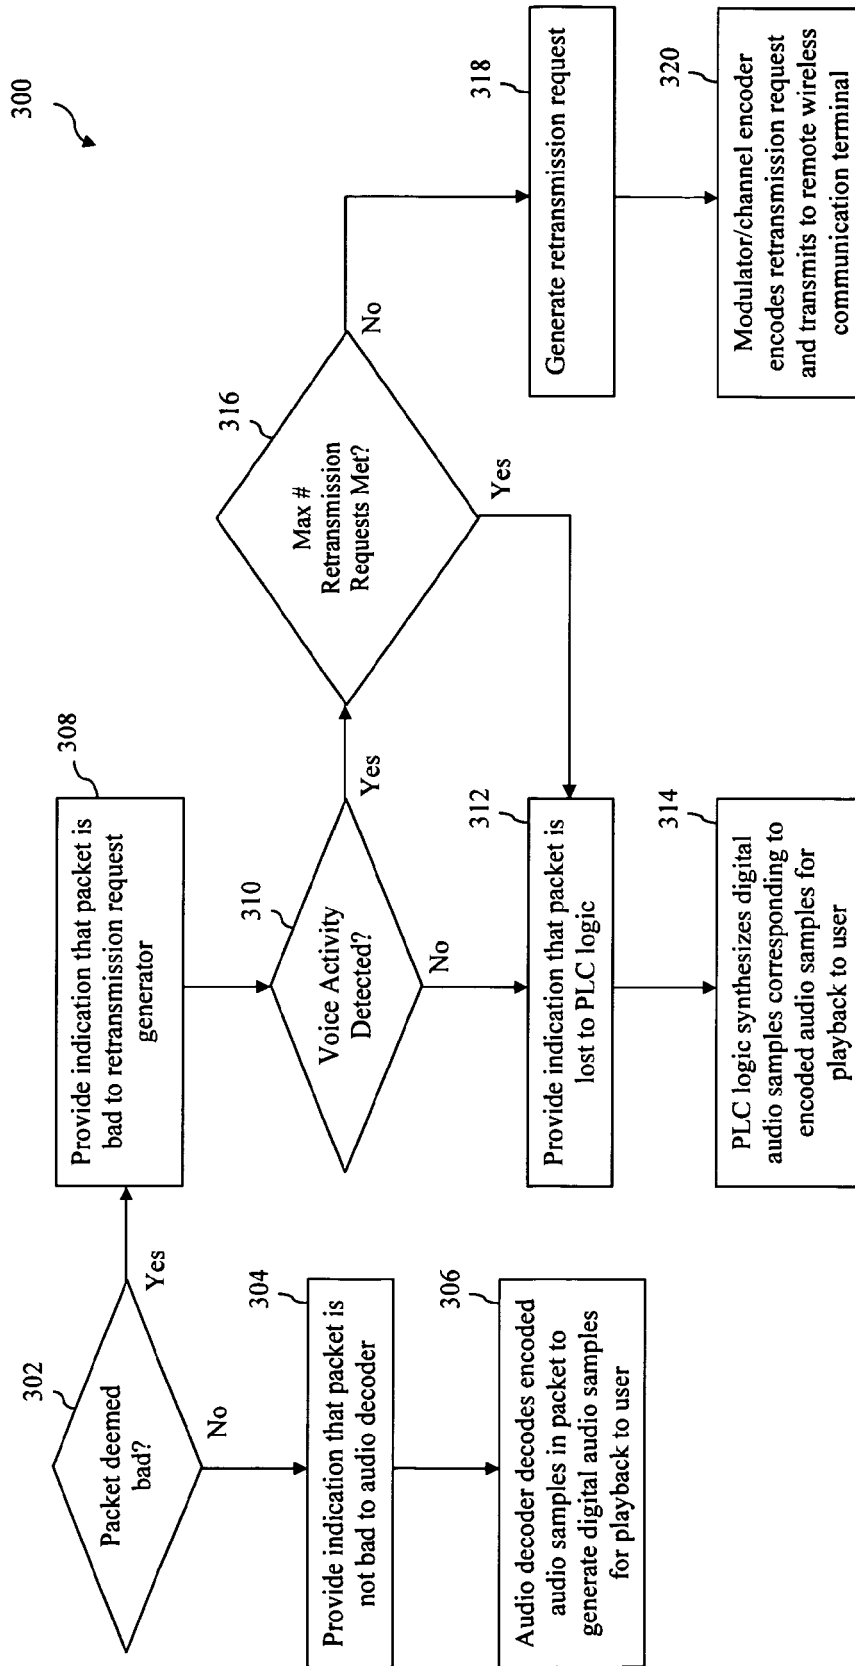 300
302
Packet deemed
bad?
Yes
No
304
Provide indication that packet is
not bad to audio decoder
306
Audio decoder decodes encoded
audio samples in packet to
generate digital audio samples
for playback to user
308
Provide indication that packet is
bad to retransmission request
generator
310
Voice Activity
Detected?
Yes
No
312
Provide indication that packet is
lost to PLC logic
314
PLC logic synthesizes digital
audio samples corresponding to
encoded audio samples for
playback to user
316
Max #
Retransmission
Requests Met?
No
Yes
318
Generate retransmission request
320
Modulator/channel encoder
encodes retransmission request
and transmits to remote wireless
communication terminal